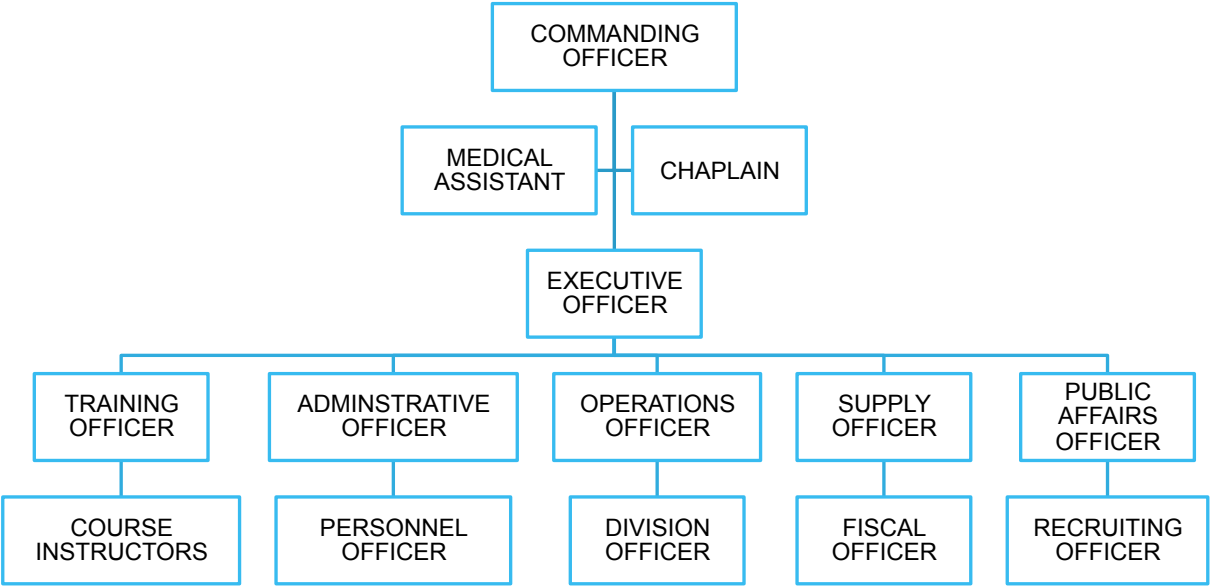 COMMANDING
OFFICER
MEDICAL
ASSISTANT
CHAPLAIN
EXECUTIVE
OFFICER
TRAINING
OFFICER
ADMINSTRATIVE
OFFICER
OPERATIONS
OFFICER
SUPPLY
OFFICER
PUBLIC
AFFAIRS
OFFICER
COURSE
INSTRUCTORS
PERSONNEL
OFFICER
DIVISION
OFFICER
FISCAL
OFFICER
RECRUITING
OFFICER